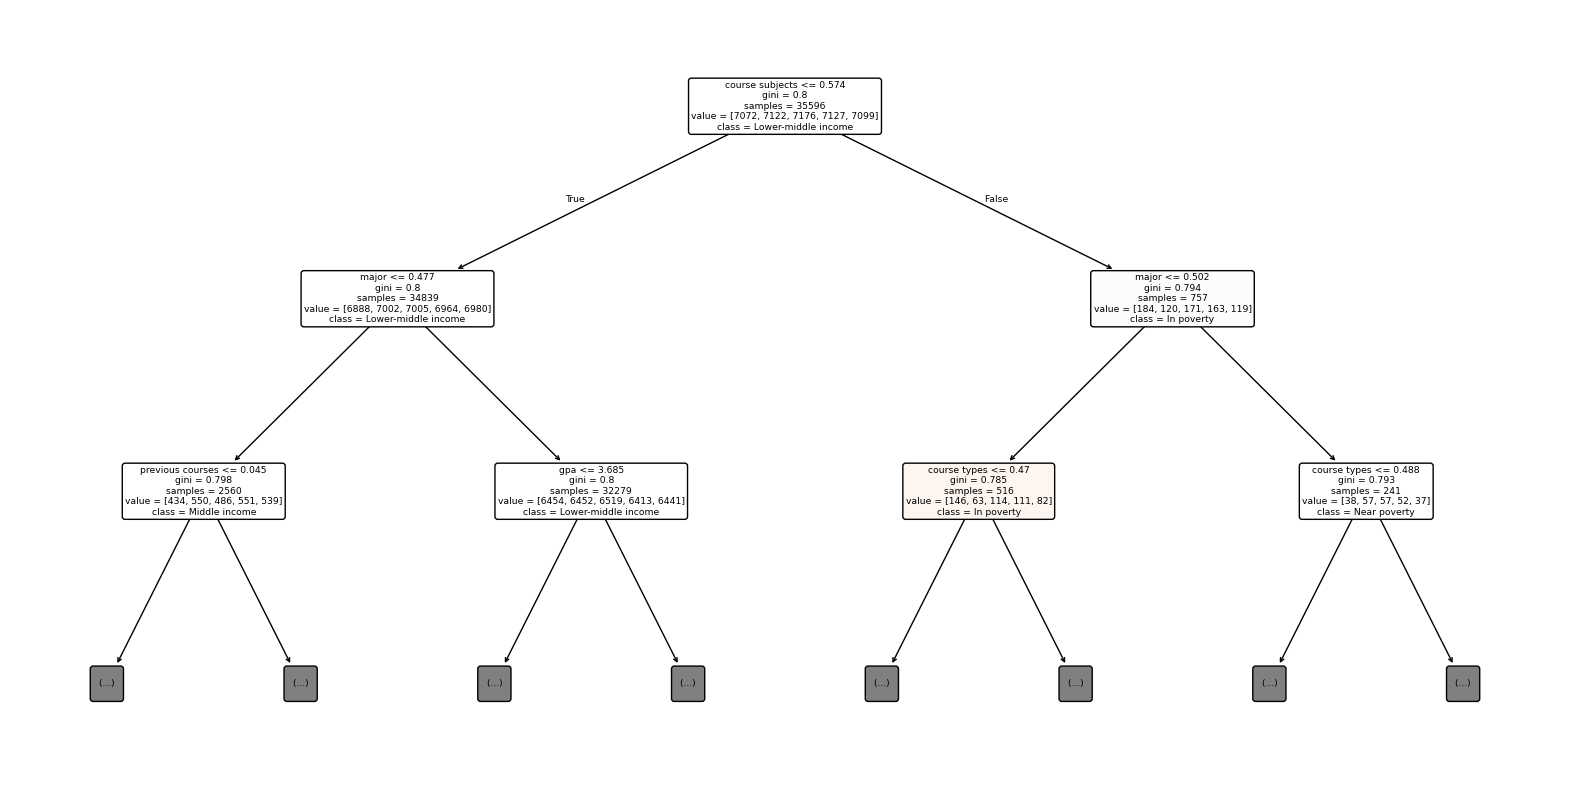 course subjects <= 0.574
gini = 0.8
samples = 35596
value = [7072, 7122, 7176, 7127, 7099]
class = Lower-middle income
True
False
major <= 0.477
gini = 0.8
samples = 34839
value = [6888, 7002, 7005, 6964, 6980]
class = Lower-middle income
major <= 0.502
gini = 0.794
samples = 757
value = [184, 120, 171, 163, 119]
class = In poverty
previous courses <= 0.045
gini = 0.798
samples = 2560
value = [434, 550, 486, 551, 539]
class = Middle income
gpa <= 3.685
gini = 0.8
samples = 32279
value = [6454, 6452, 6519, 6413, 6441]
class = Lower-middle income
course types <= 0.47
gini = 0.785
samples = 516
value = [146, 63, 114, 111, 82]
class = In poverty
course types <= 0.488
gini = 0.793
samples = 241
value = [38, 57, 57, 52, 37]
class = Near poverty
(...)
(...)
(...)
(...)
(...)
(...)
(...)
(...)